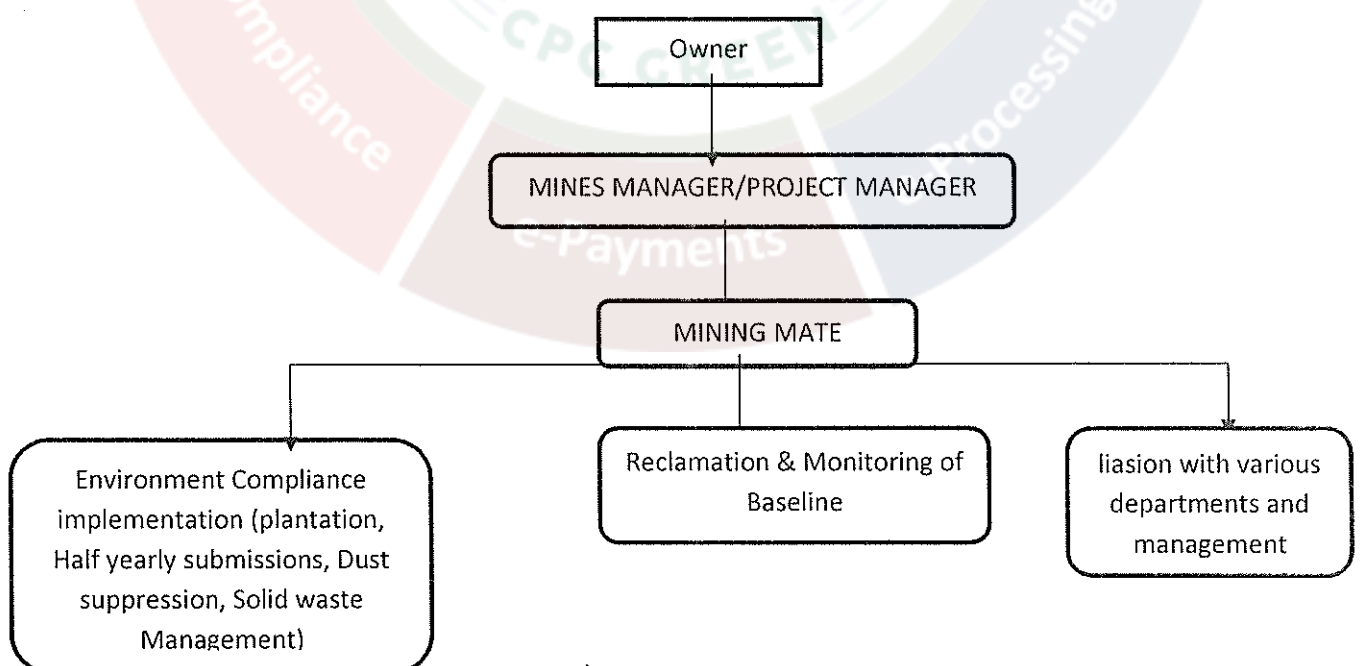 CPC GREEN
Compliance
e-Payments
e-Processing
Owner
MINES MANAGER/PROJECT MANAGER
MINING MATE
Environment Compliance
implementation (plantation,
Half yearly submissions, Dust
suppression, Solid waste
Management)
Reclamation & Monitoring of
Baseline
liasion with various
departments and
management